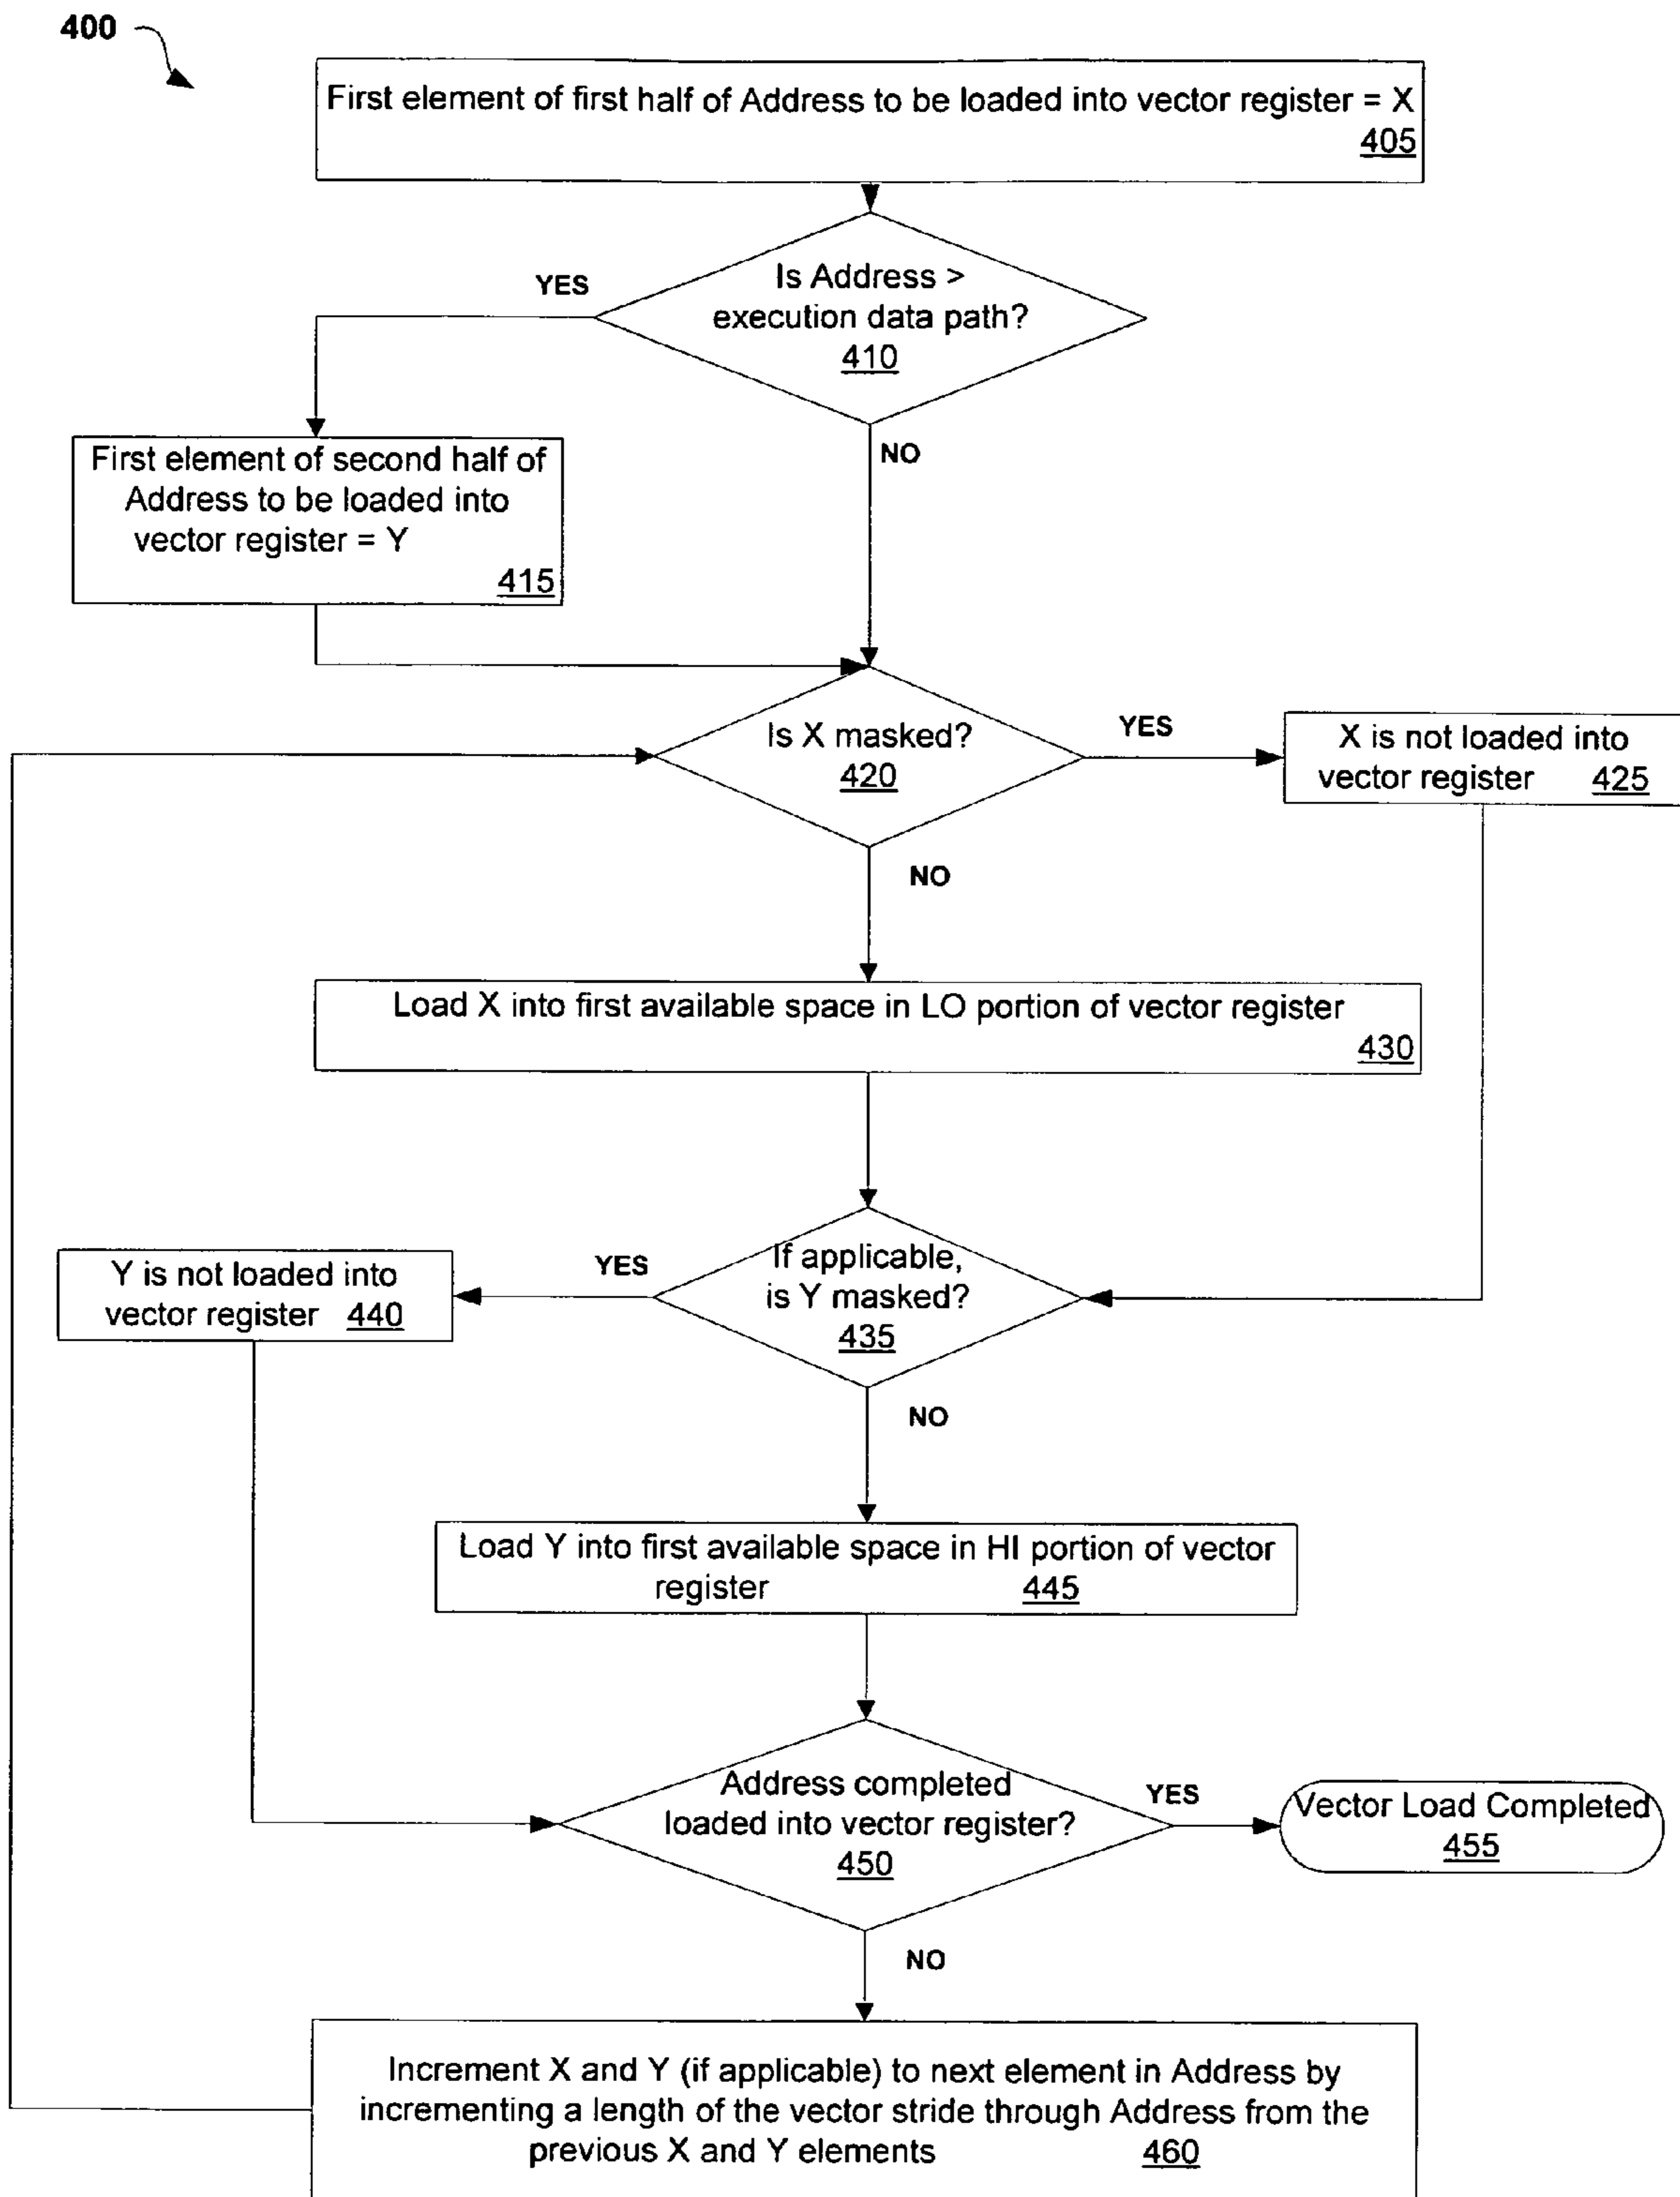 400
First element of first half of Address to be loaded into vector register = X
405
Is Address >
execution data path?
410
YES
NO
First element of second half of
Address to be loaded into
vector register = Y
415
Is X masked?
420
YES
X is not loaded into
vector register 425
NO
Load X into first available space in LO portion of vector register
430
If applicable,
is Y masked?
435
YES
Y is not loaded into
vector register 440
NO
Load Y into first available space in HI portion of vector
register 445
Address completed
loaded into vector register?
450
YES
Vector Load Completed
455
NO
Increment X and Y (if applicable) to next element in Address by
incrementing a length of the vector stride through Address from the
previous X and Y elements 460